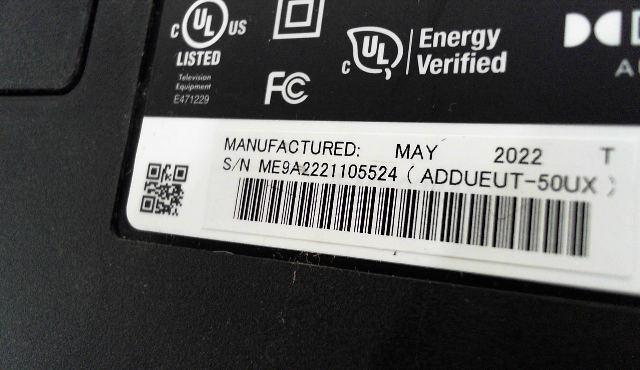 C UL US
LISTED
Television
Equipment
E471229
FC
C UL Energy
Verified
MANUFACTURED: MAY 2022 T
S/N ME9A2221105524 ( ADDUEUT-50UX )